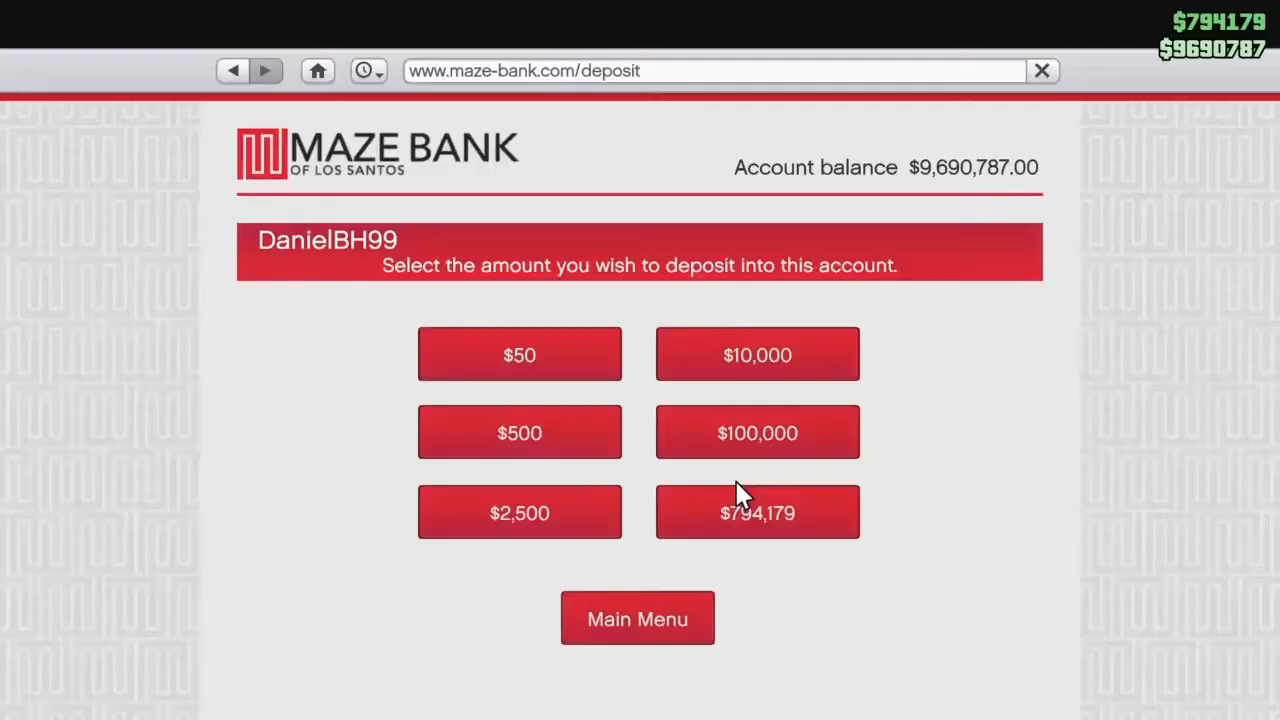 $794179
$9690787
www.maze-bank.com/deposit
MAZE BANK
OF LOS SANTOS
Account balance $9,690,787.00
DanielBH99
Select the amount you wish to deposit into this account.
$50
$10,000
$500
$100,000
$2,500
$794,179
Main Menu